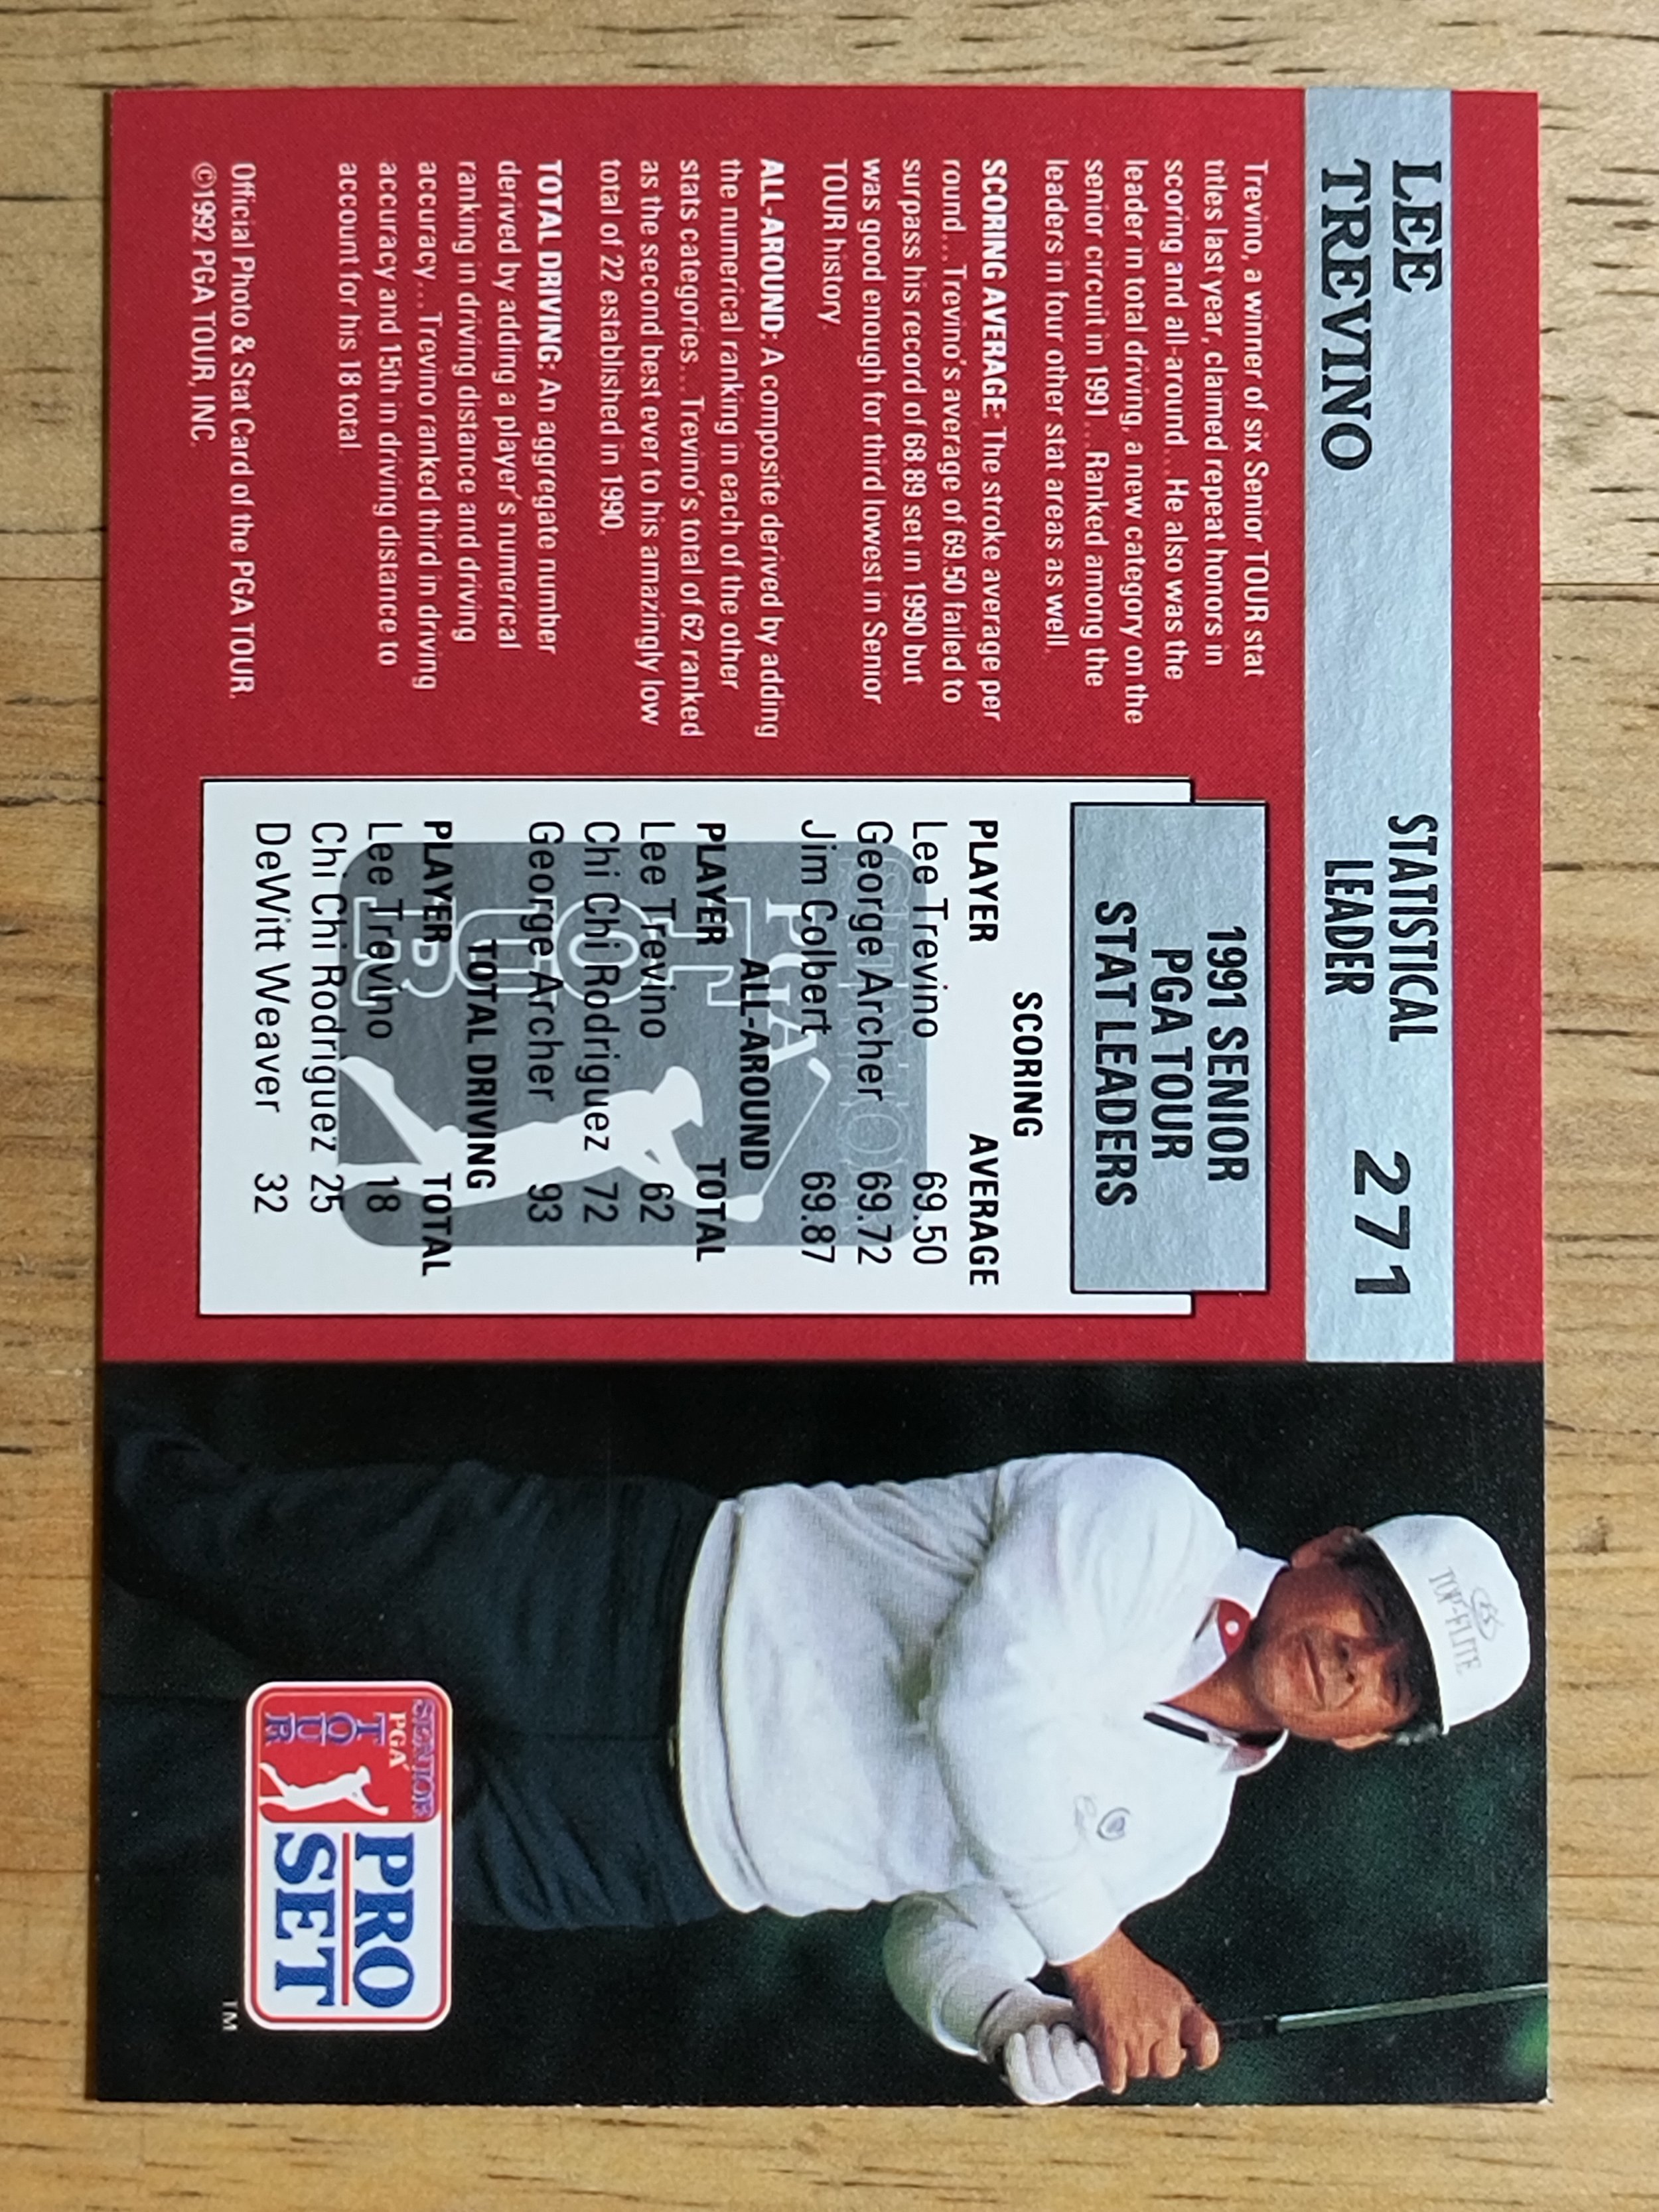 LEE
TREVINO
STATISTICAL
LEADER
271
Trevino, a winner of six Senior TOUR stat
titles last year, claimed repeat honors in
scoring and all-around... He also was the
leader in total driving, a new category on the
senior circuit in 1991... Ranked among the
leaders in four other stat areas as well.
SCORING AVERAGE: The stroke average per
round... Trevino's average of 69.50 failed to
surpass his record of 68.89 set in 1990 but
was good enough for third lowest in Senior
TOUR history.
ALL-AROUND: A composite derived by adding
the numerical ranking in each of the other
stats categories... Trevino's total of 62 ranked
as the second best ever to his amazingly low
total of 22 established in 1990.
TOTAL DRIVING: An aggregate number
derived by adding a player's numerical
ranking in driving distance and driving
accuracy... Trevino ranked third in driving
accuracy and 15th in driving distance to
account for his 18 total.
Official Photo & Stat Card of the PGA TOUR.
©1992 PGA TOUR, INC.
1991 SENIOR
PGA TOUR
STAT LEADERS
SCORING
PLAYER AVERAGE
Lee Trevino 69.50
George Archer 69.72
Jim Colbert 69.87
ALL-AROUND
PLAYER TOTAL
Lee Trevino 62
Chi Chi Rodriguez 72
George Archer 93
TOTAL DRIVING
PLAYER TOTAL
Lee Trevino 18
Chi Chi Rodriguez 25
DeWitt Weaver 32
SENIOR
PGA
TOUR
TOP-FLITE
SENIOR
PGA
TOUR
PRO
SET
TM